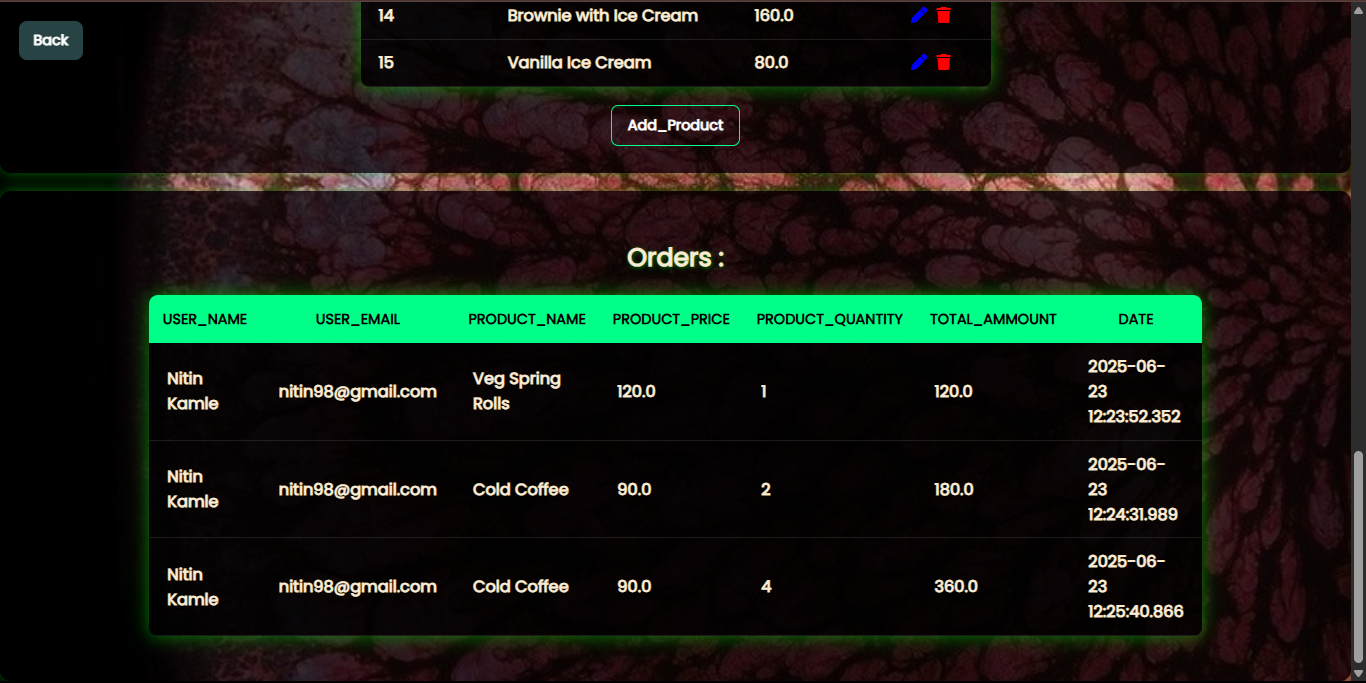 Back
14 Brownie with Ice Cream 160.0
15 Vanilla Ice Cream 80.0
Add_Product
Orders :
USER_NAME USER_EMAIL PRODUCT_NAME PRODUCT_PRICE PRODUCT_QUANTITY TOTAL_AMMOUNT DATE
Nitin
Kamle
nitin98@gmail.com
Veg Spring
Rolls
120.0
1
120.0
2025-06-
23
12:23:52.352
Nitin
Kamle
nitin98@gmail.com
Cold Coffee
90.0
2
180.0
2025-06-
23
12:24:31.989
Nitin
Kamle
nitin98@gmail.com
Cold Coffee
90.0
4
360.0
2025-06-
23
12:25:40.866